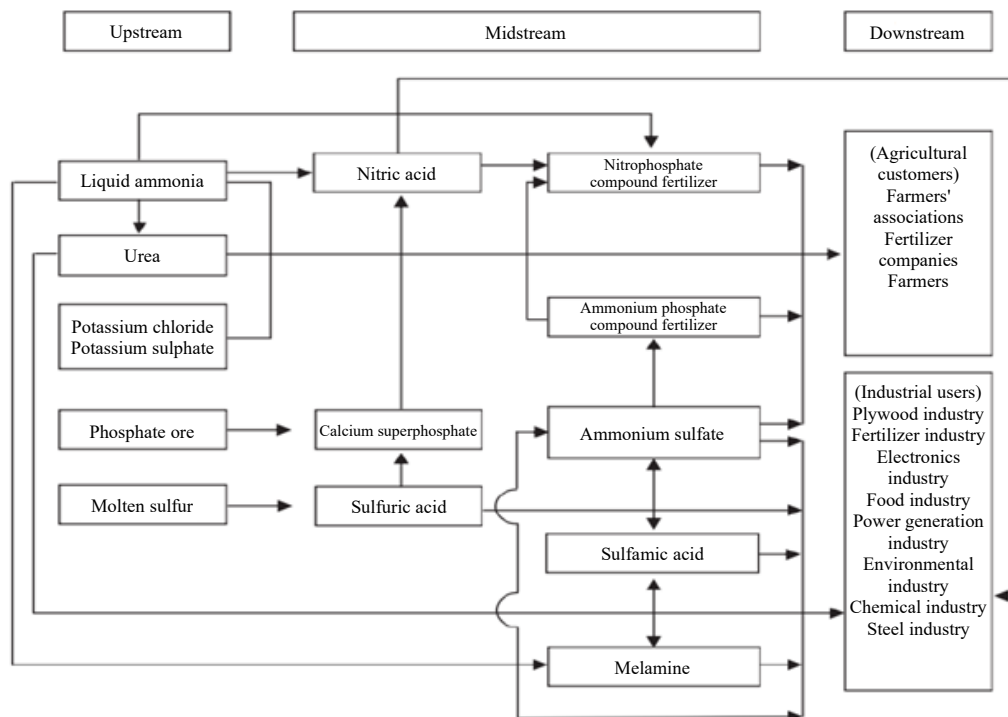 Upstream
Midstream
Downstream
Liquid ammonia
Nitric acid
Nitrophosphate
compound fertilizer
(Agricultural
customers)
Farmers'
associations
Fertilizer
companies
Farmers
Urea
Potassium chloride
Potassium sulphate
Ammonium phosphate
compound fertilizer
Phosphate ore
Calcium superphosphate
Ammonium sulfate
(Industrial users)
Plywood industry
Fertilizer industry
Electronics
industry
Food industry
Power generation
industry
Environmental
industry
Chemical industry
Steel industry
Molten sulfur
Sulfuric acid
Sulfamic acid
Melamine